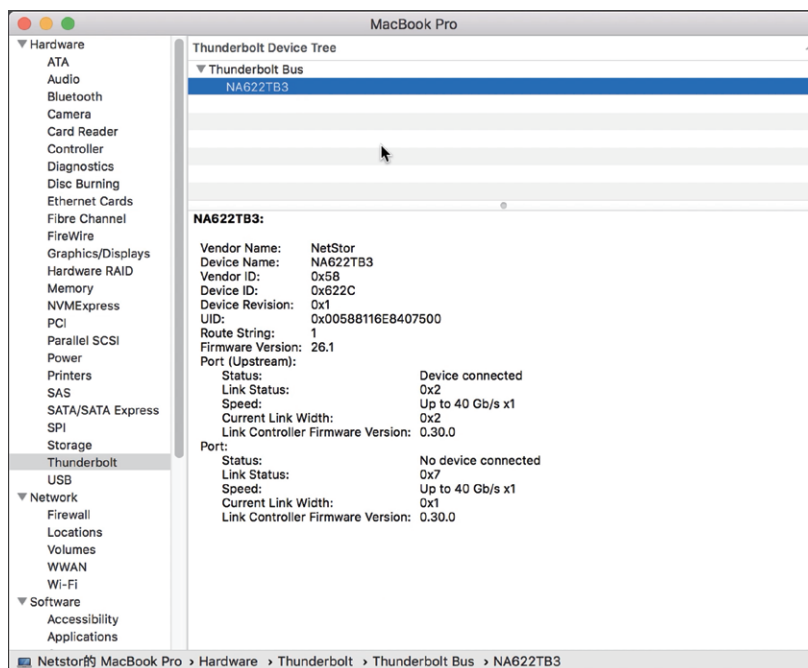 MacBook Pro
Hardware
ATA
Audio
Bluetooth
Camera
Card Reader
Controller
Diagnostics
Disc Burning
Ethernet Cards
Fibre Channel
FireWire
Graphics/Displays
Hardware RAID
Memory
NVMExpress
PCI
Parallel SCSI
Power
Printers
SAS
SATA/SATA Express
SPI
Storage
Thunderbolt
USB
Network
Firewall
Locations
Volumes
WWAN
Wi-Fi
Software
Accessibility
Applications
Thunderbolt Device Tree
Thunderbolt Bus
NA622TB3
NA622TB3:
Vendor Name: NetStor
Device Name: NA622TB3
Vendor ID: 0x58
Device ID: 0x622C
Device Revision: 0x1
UID: 0x00588116E8407500
Route String: 1
Firmware Version: 26.1
Port (Upstream):
Status: Device connected
Link Status: 0x2
Speed: Up to 40 Gb/s x1
Current Link Width: 0x2
Link Controller Firmware Version: 0.30.0
Port:
Status: No device connected
Link Status: 0x7
Speed: Up to 40 Gb/s x1
Current Link Width: 0x1
Link Controller Firmware Version: 0.30.0
Netstor的 MacBook Pro › Hardware › Thunderbolt › Thunderbolt Bus › NA622TB3